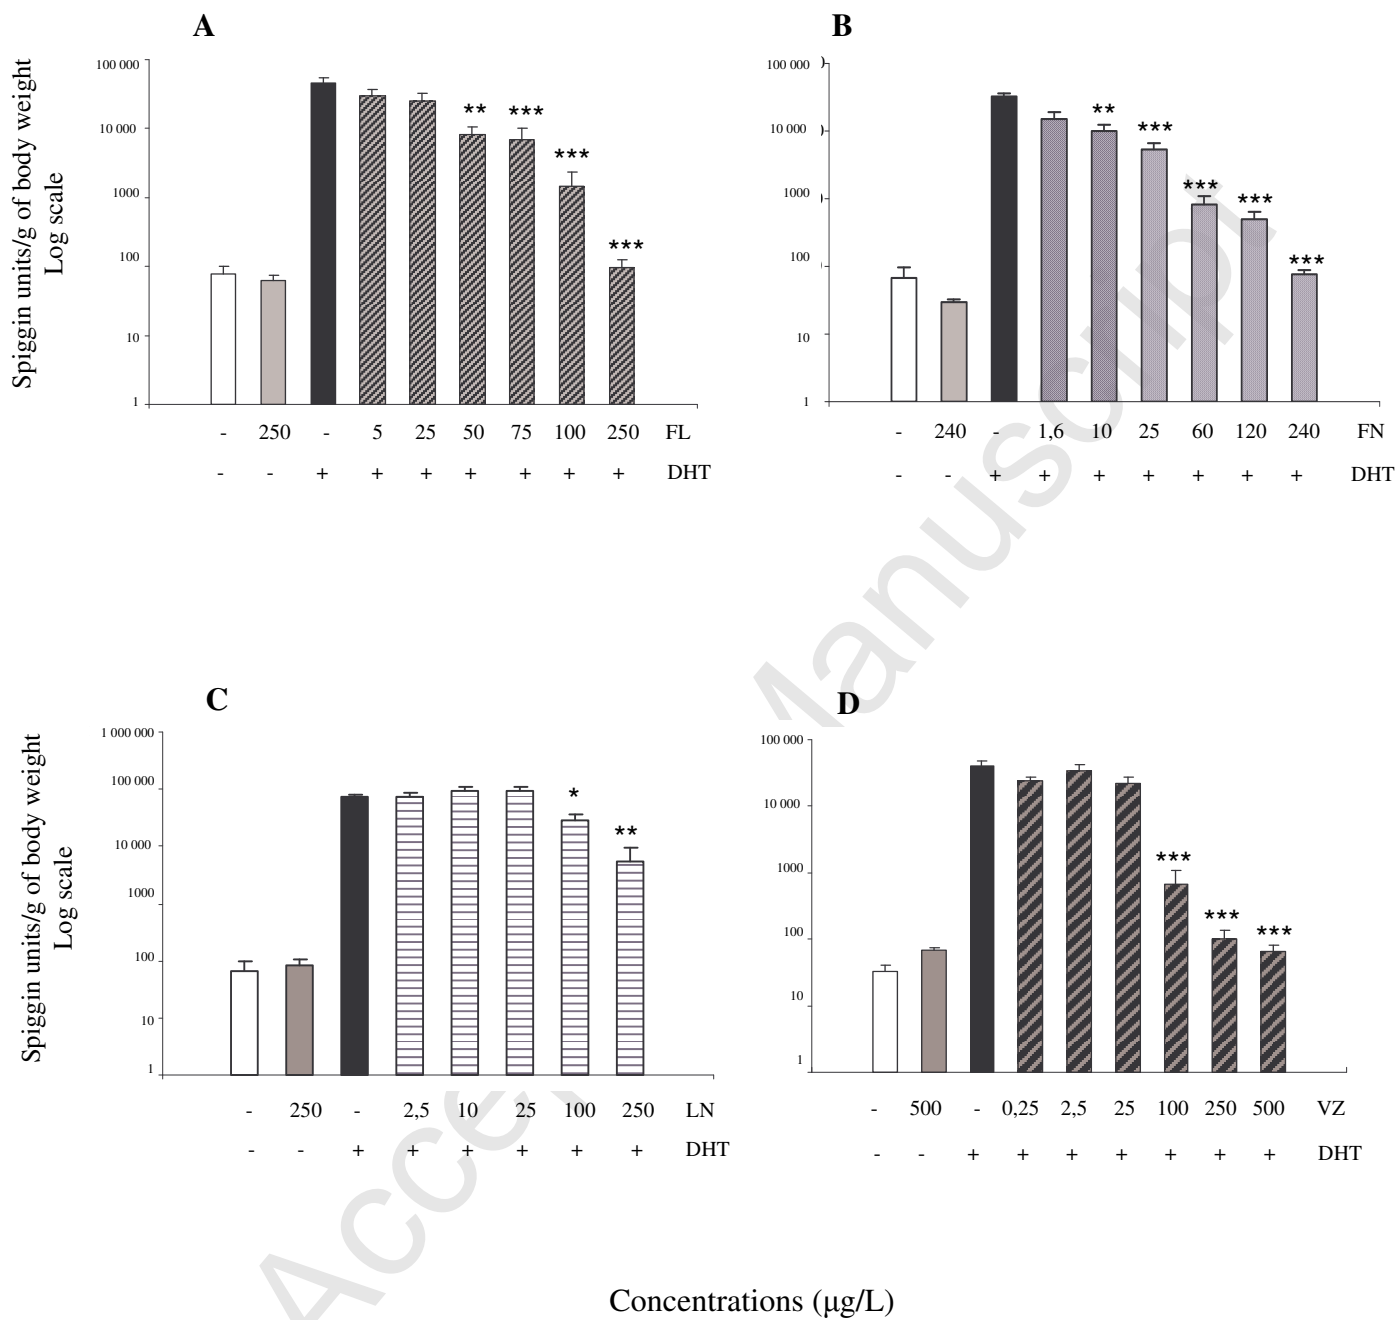 A
Spiggin units/g of body weight
Log scale
100 000
10 000
1000
100
10
1
** *** *** ***
- 250 - 5 25 50 75 100 250 FL
- - + + + + + + + DHT
B
100 000
10 000
1000
100
10
1
** *** *** *** ***
- 240 - 1,6 10 25 60 120 240 FN
- - + + + + + + + DHT
C
Spiggin units/g of body weight
Log scale
1 000 000
100 000
10 000
1000
100
10
1
* **
- 250 - 2,5 10 25 100 250 LN
- - + + + + + + DHT
D
100 000
10 000
1000
100
10
1
*** *** ***
- 500 - 0,25 2,5 25 100 250 500 VZ
- - + + + + + + + DHT
Concentrations (µg/L)
Accep
Manuscript